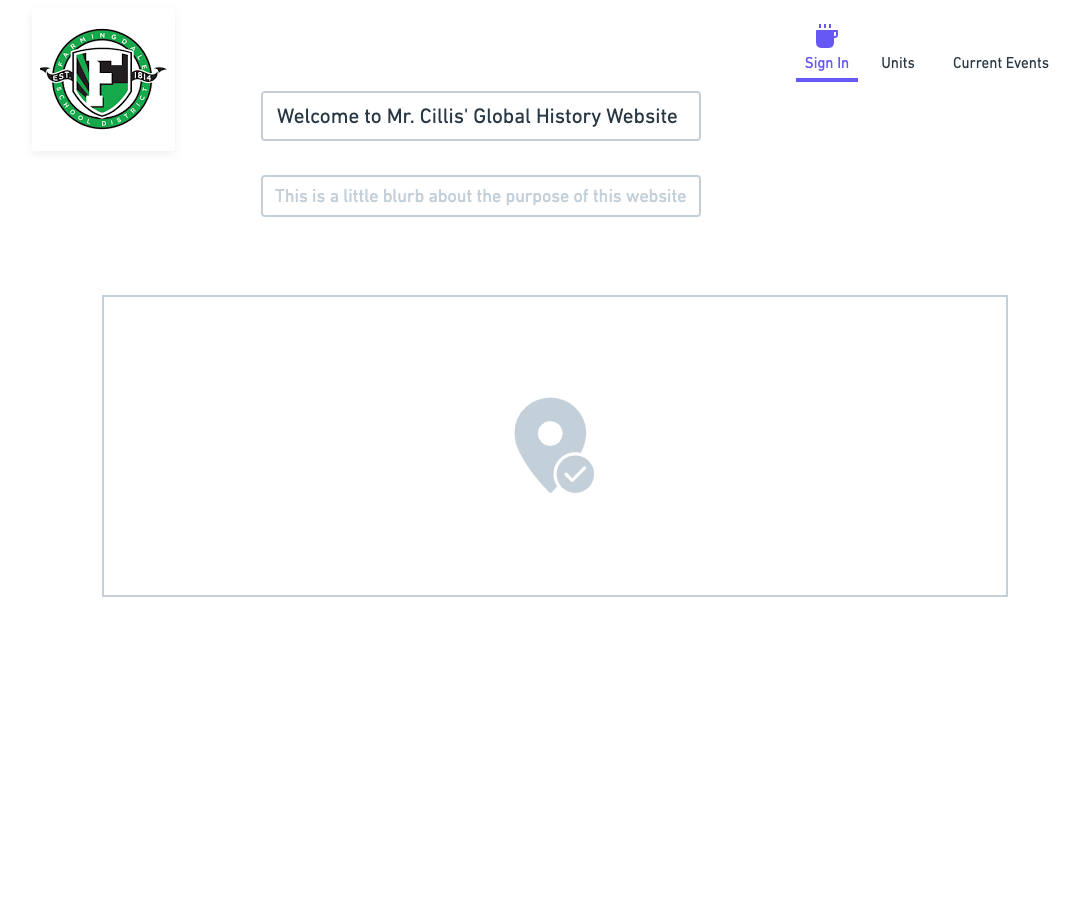 FARMINGDALE
EST. 1814
SCHOOL DISTRICT
F
Sign In
Units
Current Events
Welcome to Mr. Cillis' Global History Website
This is a little blurb about the purpose of this website